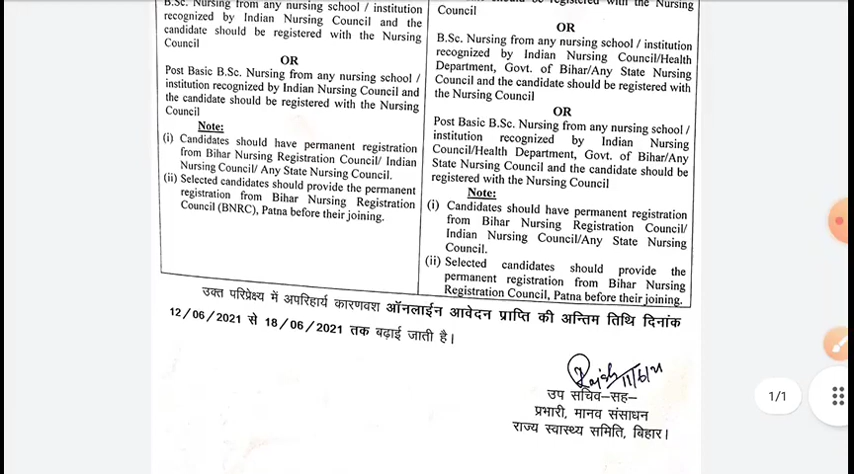 B.Sc. Nursing from any nursing school / institution
recognized by Indian Nursing Council and the
candidate should be registered with the Nursing
Council
OR
Post Basic B.Sc. Nursing from any nursing school /
institution recognized by Indian Nursing Council and
the candidate should be registered with the Nursing
Council
Note:
(i) Candidates should have permanent registration
from Bihar Nursing Registration Council/ Indian
Nursing Council/ Any State Nursing Council.
(ii) Selected candidates should provide the permanent
registration from Bihar Nursing Registration
Council (BNRC), Patna before their joining.
should be registered with the Nursing
Council
OR
B.Sc. Nursing from any nursing school / institution
recognized by Indian Nursing Council/Health
Department, Govt. of Bihar/Any State Nursing
Council and the candidate should be registered with
the Nursing Council
OR
Post Basic B.Sc. Nursing from any nursing school /
institution recognized by Indian Nursing
Council/Health Department, Govt. of Bihar/Any
State Nursing Council and the candidate should be
registered with the Nursing Council
Note:
(i) Candidates should have permanent registration
from Bihar Nursing Registration Council/
Indian Nursing Council/Any State Nursing
Council.
(ii) Selected candidates should provide the
permanent registration from Bihar Nursing
Registration Council, Patna before their joining.
उक्त परिप्रेक्ष्य में अपरिहार्य कारणवश ऑनलाईन आवेदन प्राप्ति की अन्तिम तिथि दिनांक
12/06/2021 से 18/06/2021 तक बढ़ाई जाती है।
11/6/21
उप सचिव–सह–
प्रभारी, मानव संसाधन
राज्य स्वास्थ्य समिति, बिहार।
1/1